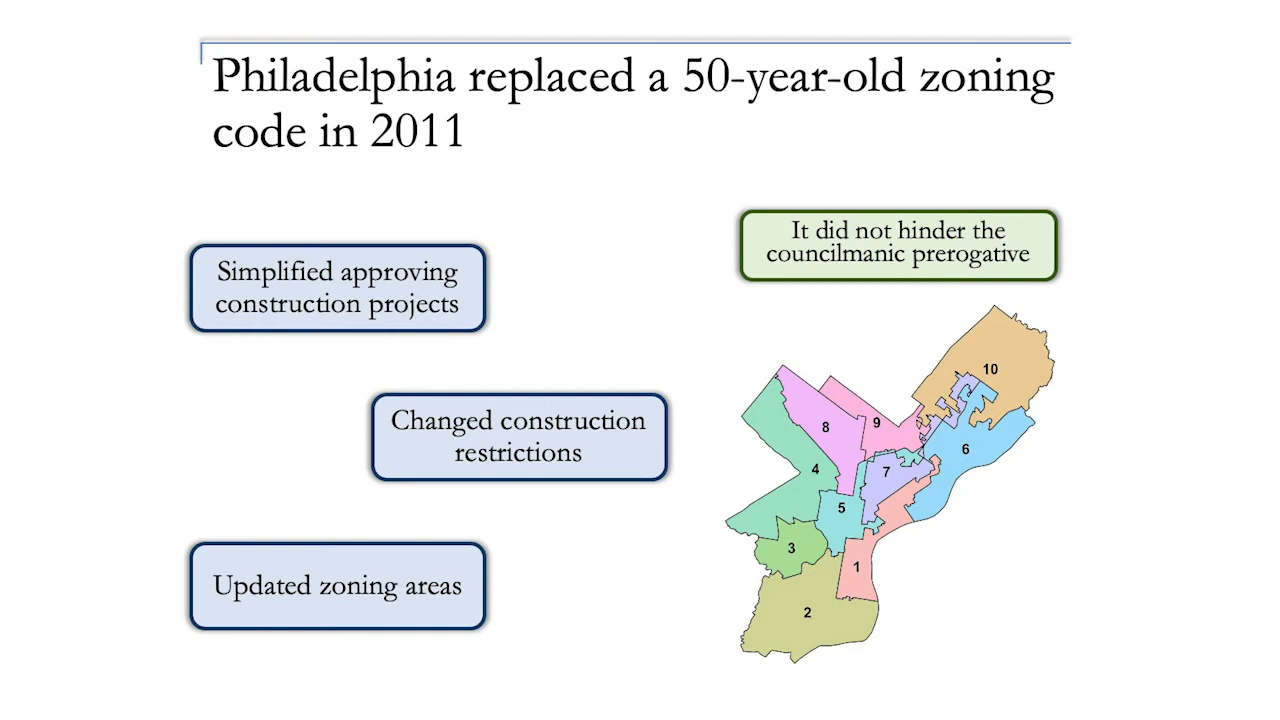 Philadelphia replaced a 50-year-old zoning
code in 2011
Simplified approving
construction projects
Changed construction
restrictions
Updated zoning areas
It did not hinder the
councilmanic prerogative
10
9
8
6
4
7
5
3
1
2